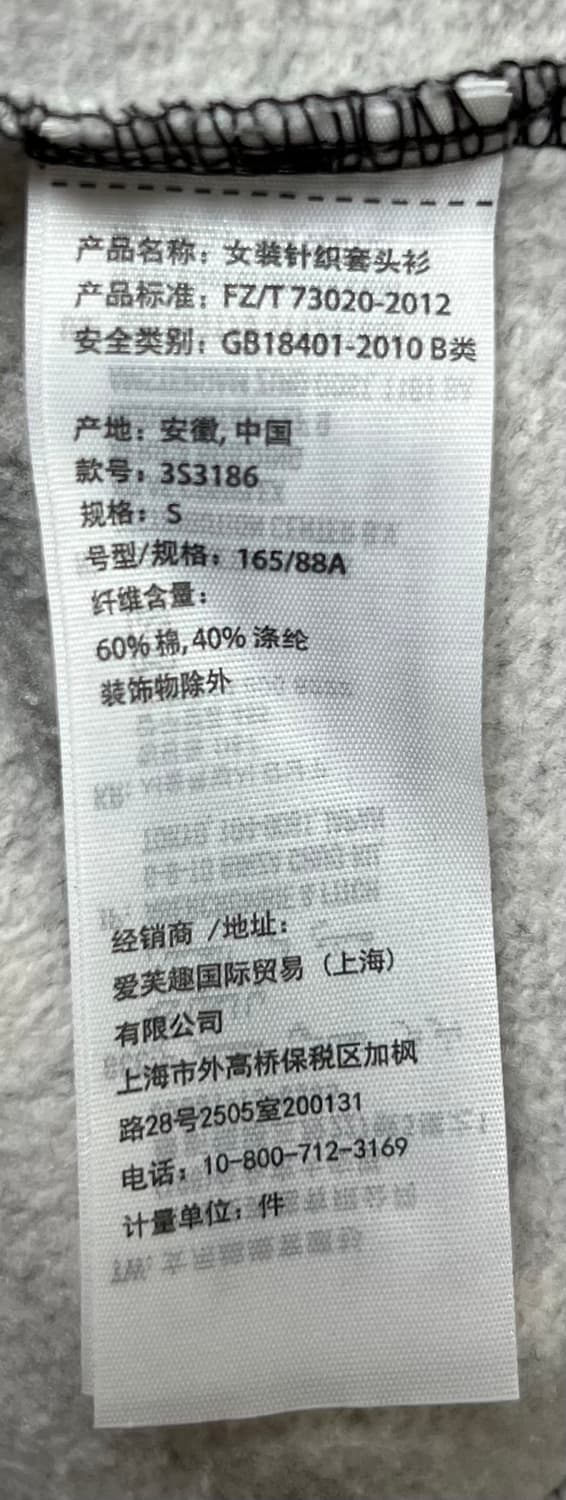 产品名称：女装针织套头衫
产品标准：FZ/T 73020-2012
安全类别：GB18401-2010 B类
产地：安徽,中国
款号：3S3186
规格：S
号型/规格：165/88A
纤维含量：
60% 棉,40% 涤纶
装饰物除外
经销商 /地址：
爱芙趣国际贸易（上海）
有限公司
上海市外高桥保税区加枫
路28号2505室200131
电话：10-800-712-3169
计量单位：件